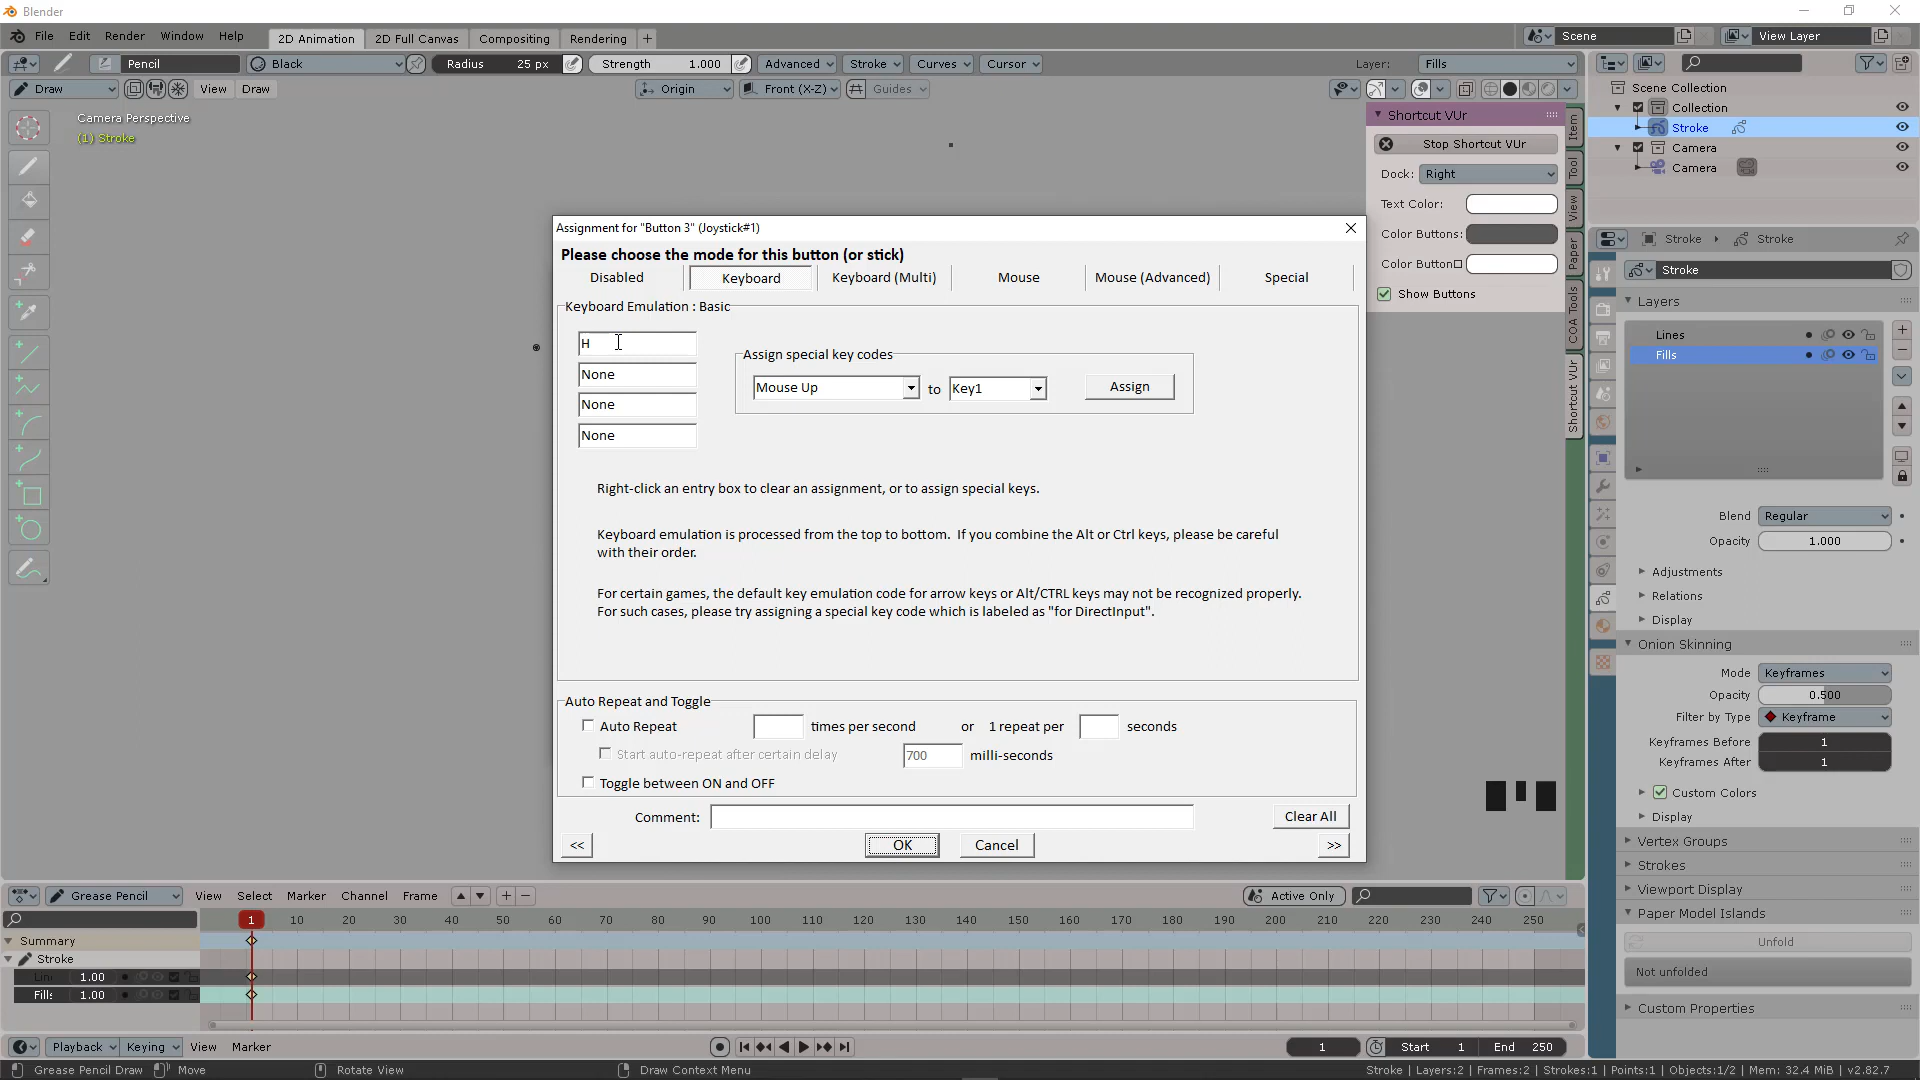 Blender
File Edit Render Window Help 2D Animation 2D Full Canvas Compositing Rendering + Scene View Layer
Pencil Black Radius 25 px Strength 1.000 Advanced Stroke Curves Cursor Layer: Fills
Draw View Draw Origin Front (X-Z) Guides
Camera Perspective
(1) Stroke
Shortcut VUr
Stop Shortcut VUr
Dock: Right
Text Color:
Color Buttons:
Color Button
Show Buttons
Item
Tool
View
Paper
COA Tools
Shortcut VUr
Scene Collection
Collection
Stroke
Camera
Camera
Stroke Stroke
Stroke
Layers
Lines
Fills
Blend Regular
Opacity 1.000
Adjustments
Relations
Display
Onion Skinning
Mode Keyframes
Opacity 0.500
Filter by Type Keyframe
Keyframes Before 1
Keyframes After 1
Custom Colors
Display
Vertex Groups
Strokes
Viewport Display
Paper Model Islands
Unfold
Not unfolded
Custom Properties
Assignment for "Button 3" (Joystick#1)
Please choose the mode for this button (or stick)
Disabled Keyboard Keyboard (Multi) Mouse Mouse (Advanced) Special
Keyboard Emulation : Basic
H
None
None
None
Assign special key codes
Mouse Up to Key1 Assign
Right-click an entry box to clear an assignment, or to assign special keys.
Keyboard emulation is processed from the top to bottom. If you combine the Alt or Ctrl keys, please be careful
with their order.
For certain games, the default key emulation code for arrow keys or Alt/CTRL keys may not be recognized properly.
For such cases, please try assigning a special key code which is labeled as "for DirectInput".
Auto Repeat and Toggle
Auto Repeat times per second or 1 repeat per seconds
Start auto-repeat after certain delay 700 milli-seconds
Toggle between ON and OFF
Comment: Clear All
<< OK Cancel >>
Grease Pencil View Select Marker Channel Frame + − Active Only
1 10 20 30 40 50 60 70 80 90 100 110 120 130 140 150 160 170 180 190 200 210 220 230 240 250
Summary
Stroke
Lin 1.00
Fills 1.00
Playback Keying View Marker 1 Start 1 End 250
Grease Pencil Draw Move Rotate View Draw Context Menu Stroke | Layers:2 | Frames:2 | Strokes:1 | Points:1 | Objects:1/2 | Mem: 32.4 MiB | v2.82.7